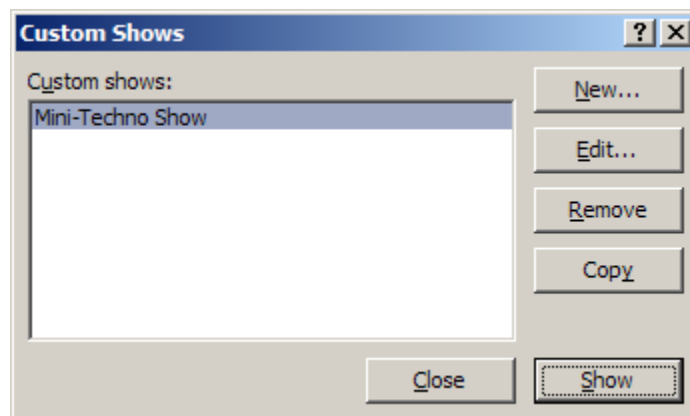 Custom Shows
Custom shows:
Mini-Techno Show
New...
Edit...
Remove
Copy
Close
Show